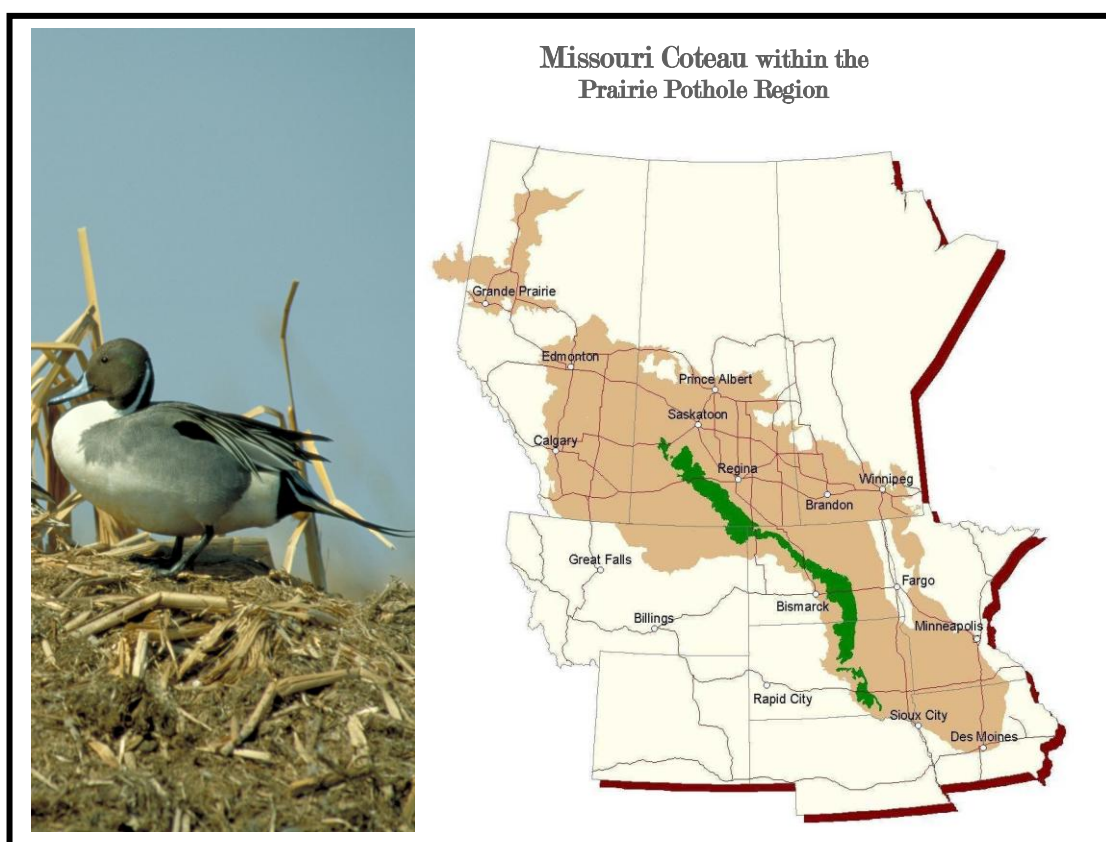 Missouri Coteau within the
Prairie Pothole Region
Grande Prairie
Edmonton
Prince Albert
Saskatoon
Calgary
Regina
Winnipeg
Brandon
Great Falls
Fargo
Bismarck
Billings
Minneapolis
Rapid City
Sioux City
Des Moines